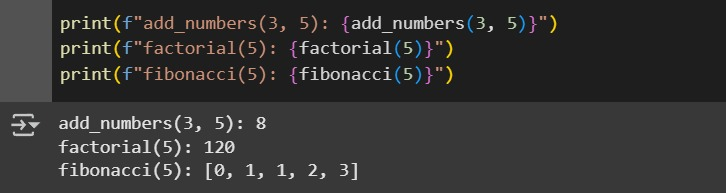 print(f"add_numbers(3, 5): {add_numbers(3, 5)}")
print(f"factorial(5): {factorial(5)}")
print(f"fibonacci(5): {fibonacci(5)}")
add_numbers(3, 5): 8
factorial(5): 120
fibonacci(5): [0, 1, 1, 2, 3]